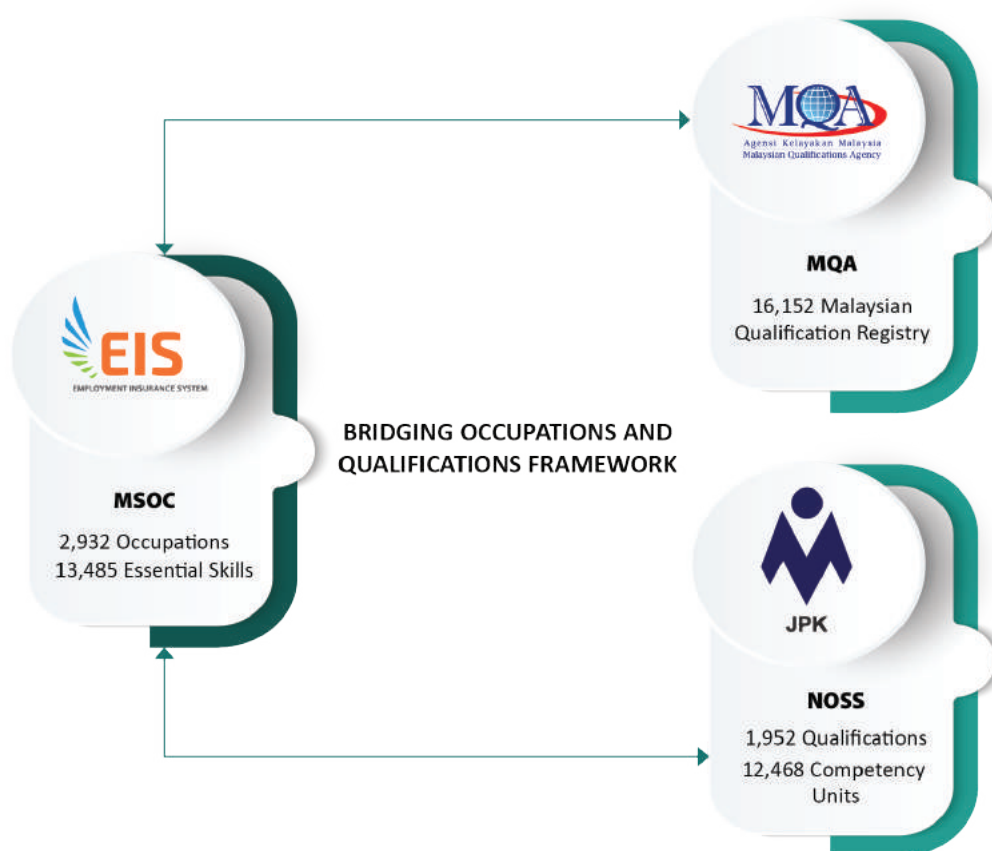 MQA
Agensi Kelayakan Malaysia
Malaysian Qualifications Agency
MQA
16,152 Malaysian
Qualification Registry
EIS
EMPLOYMENT INSURANCE SYSTEM
MSOC
2,932 Occupations
13,485 Essential Skills
BRIDGING OCCUPATIONS AND
QUALIFICATIONS FRAMEWORK
JPK
NOSS
1,952 Qualifications
12,468 Competency
Units